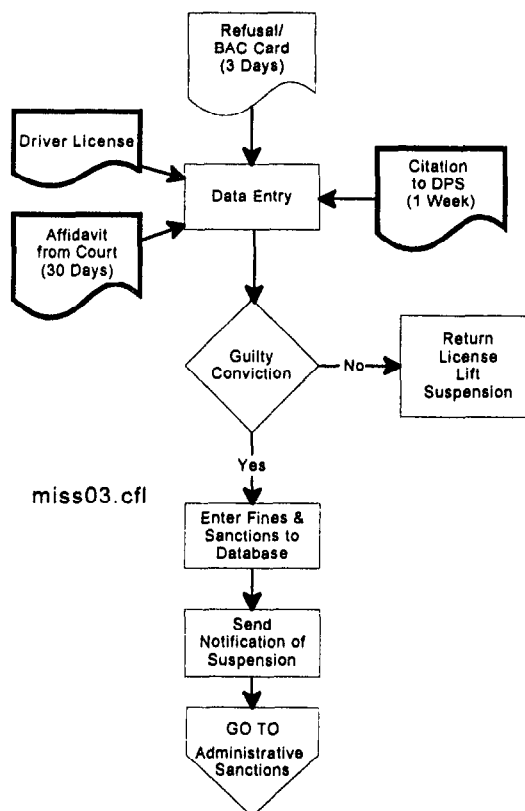 Refusal/
BAC Card
(3 Days)
Driver License
Data Entry
Citation
to DPS
(1 Week)
Affidavit
from Court
(30 Days)
Guilty
Conviction
No
Return
License
Lift
Suspension
Yes
miss03.cfl
Enter Fines &
Sanctions to
Database
Send
Notification of
Suspension
GO TO
Administrative
Sanctions